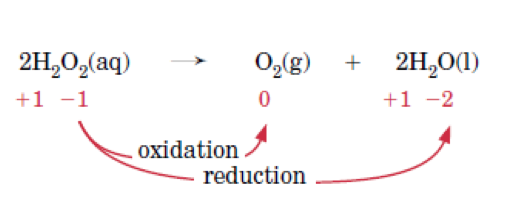 2H₂O₂(aq) → O₂(g) + 2H₂O(l)
+1 −1 0 +1 −2
oxidation
reduction